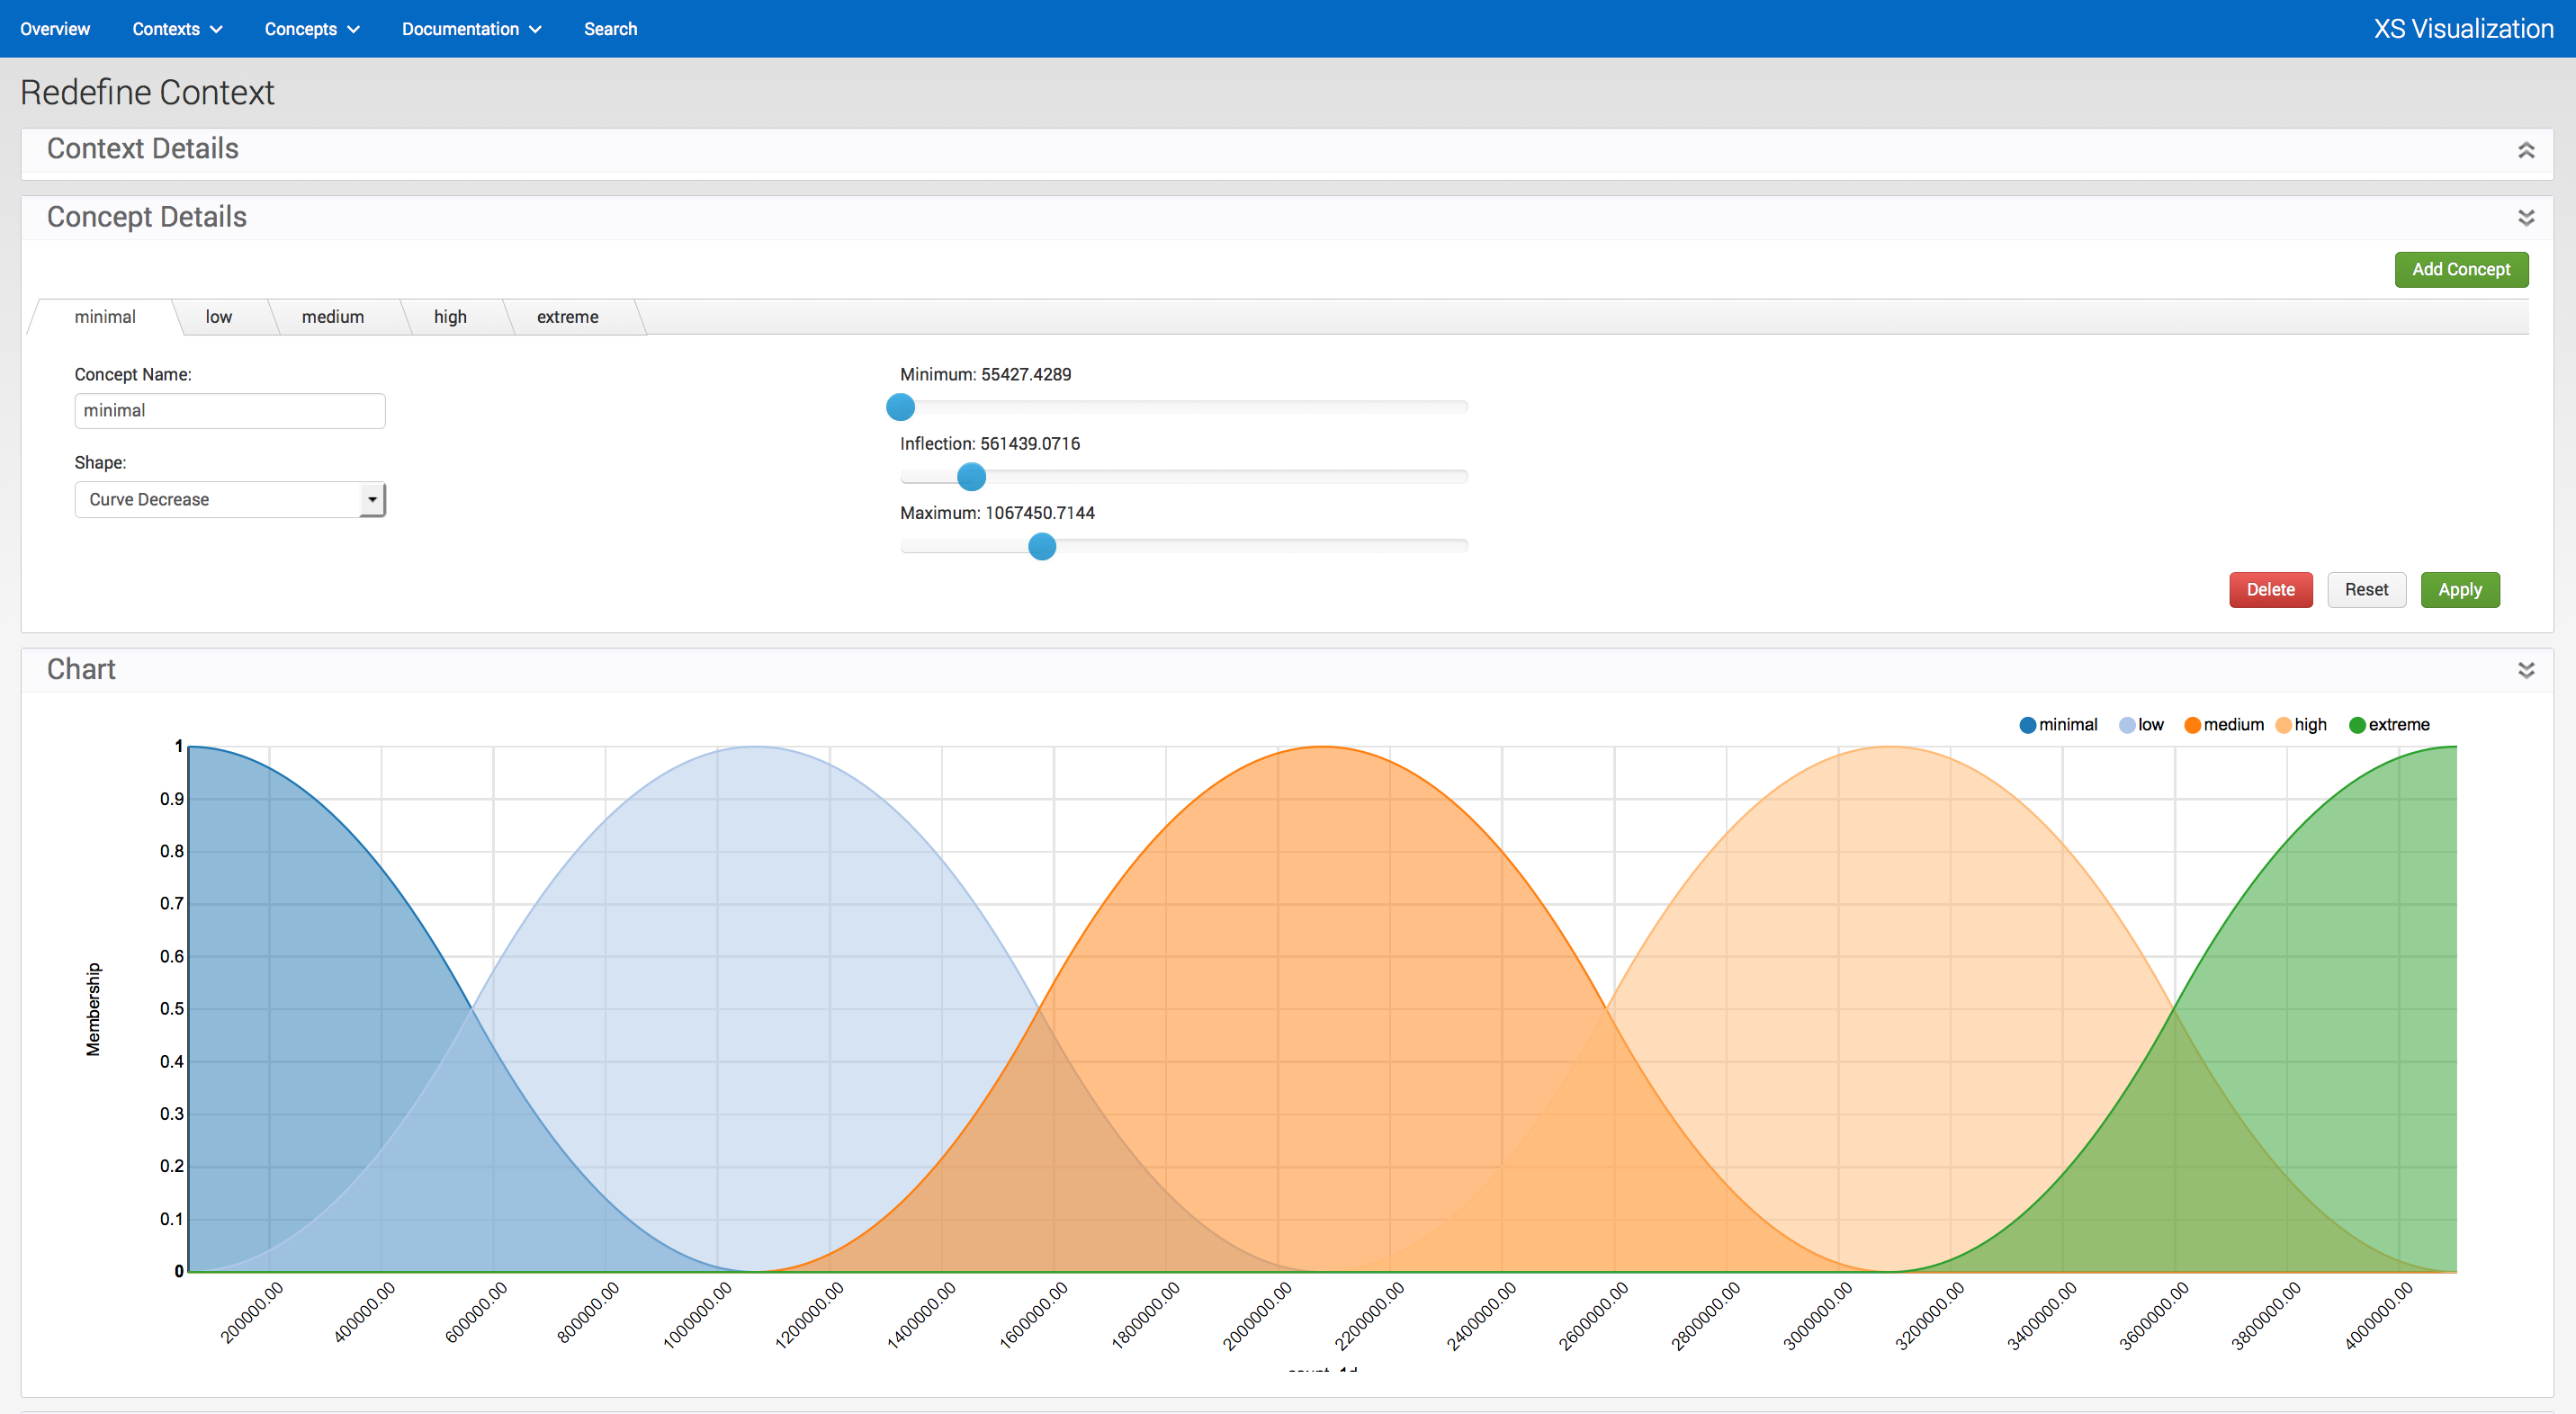 Overview Contexts Concepts Documentation Search XS Visualization
Redefine Context
Context Details
Concept Details
Add Concept
minimal low medium high extreme
Concept Name:
minimal
Shape:
Curve Decrease
Minimum: 55427.4289
Inflection: 561439.0716
Maximum: 1067450.7144
Delete Reset Apply
Chart
minimal low medium high extreme
1
0.9
0.8
0.7
0.6
0.5
0.4
0.3
0.2
0.1
0
Membership
200000.00 400000.00 600000.00 800000.00 1000000.00 1200000.00 1400000.00 1600000.00 1800000.00 2000000.00 2200000.00 2400000.00 2600000.00 2800000.00 3000000.00 3200000.00 3400000.00 3600000.00 3800000.00 4000000.00